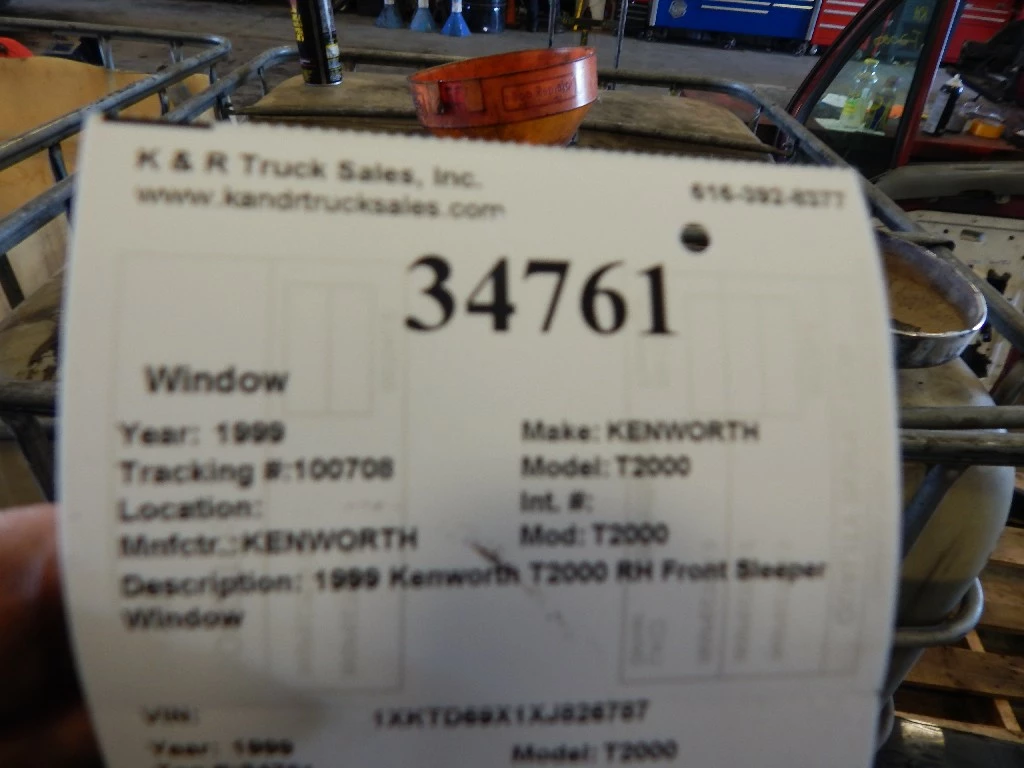 K & R Truck Sales, Inc.
www.kandrtrucksales.com
616-392-6377
34761
Window
Year: 1999 Make: KENWORTH
Tracking #:100708 Model: T2000
Location: Int. #:
Mnfctr.:KENWORTH Mod: T2000
Description: 1999 Kenworth T2000 RH Front Sleeper
Window
VIN: 1XKTD69X1XJ826787
Year: 1999 Model: T2000